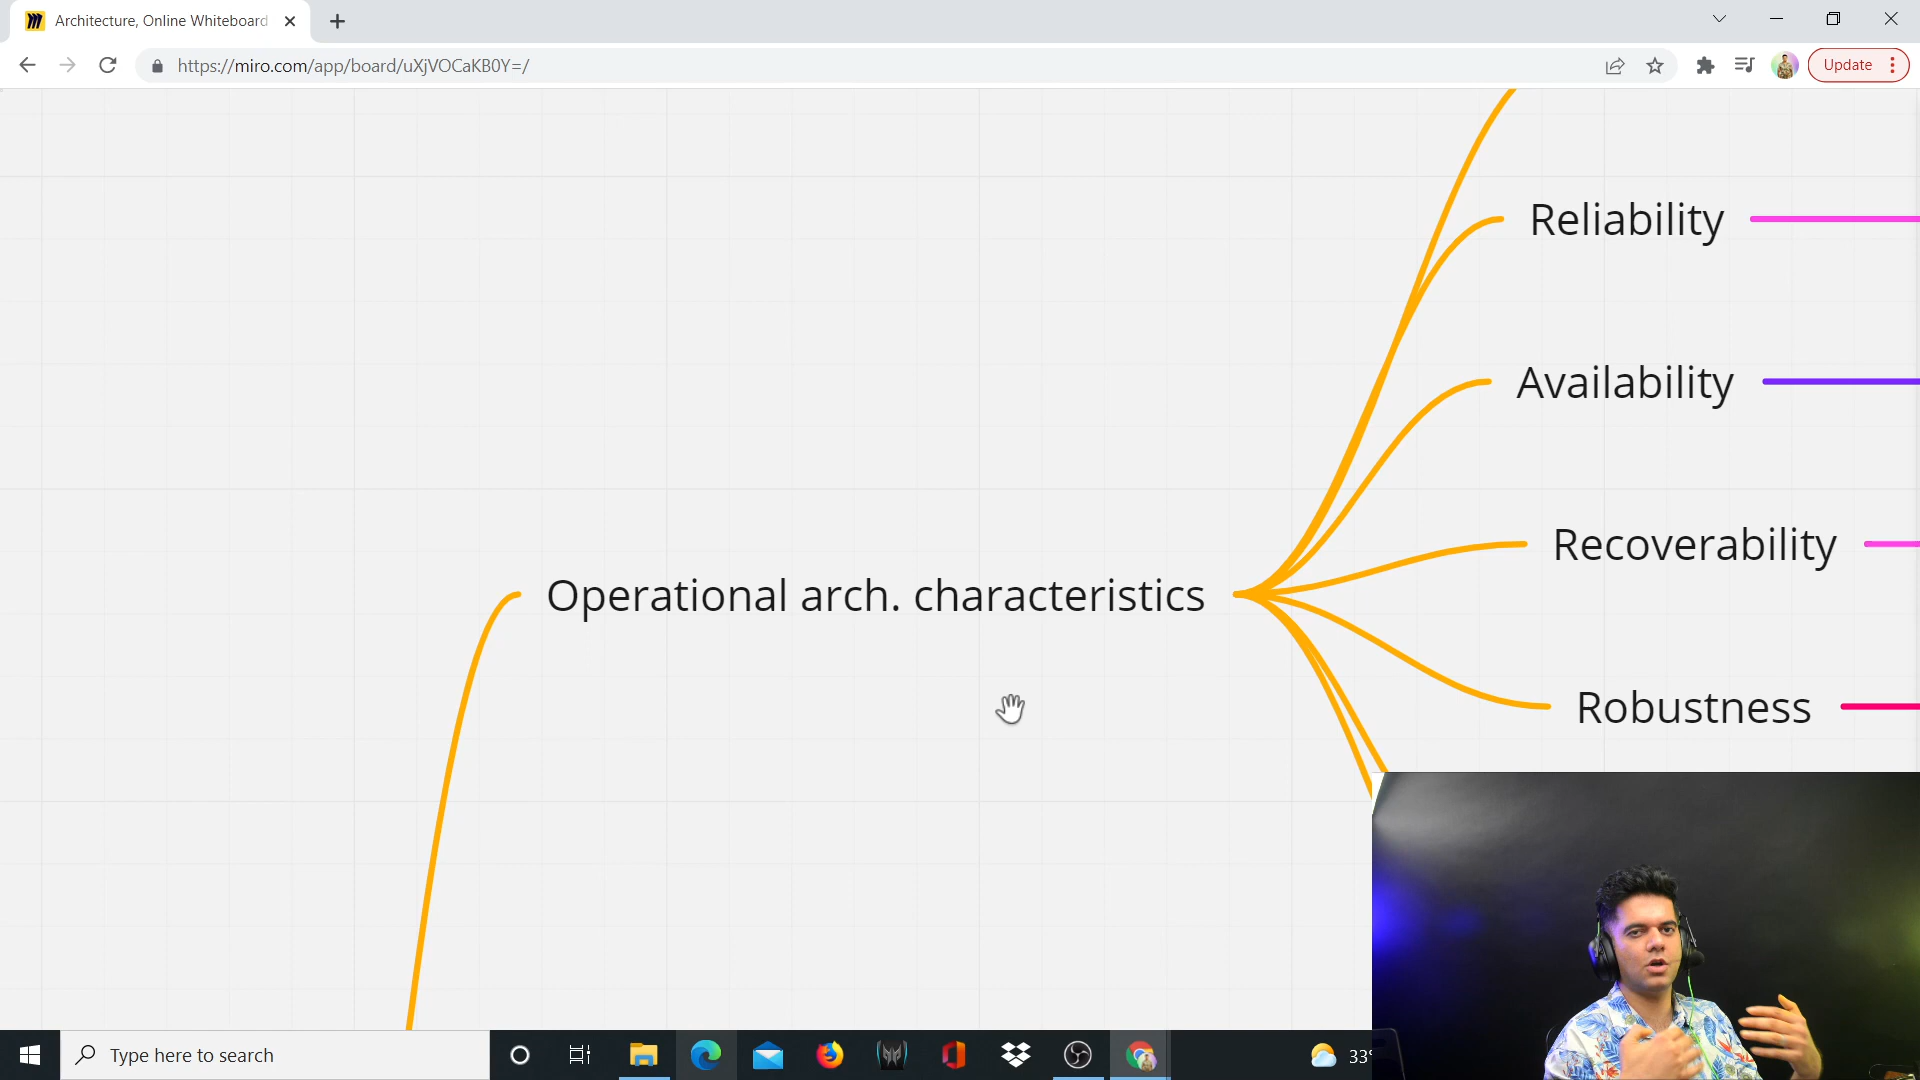 Architecture, Online Whiteboard
https://miro.com/app/board/uXjVOCaKB0Y=/
Update
Reliability
Availability
Recoverability
Operational arch. characteristics
Robustness
Type here to search
33°